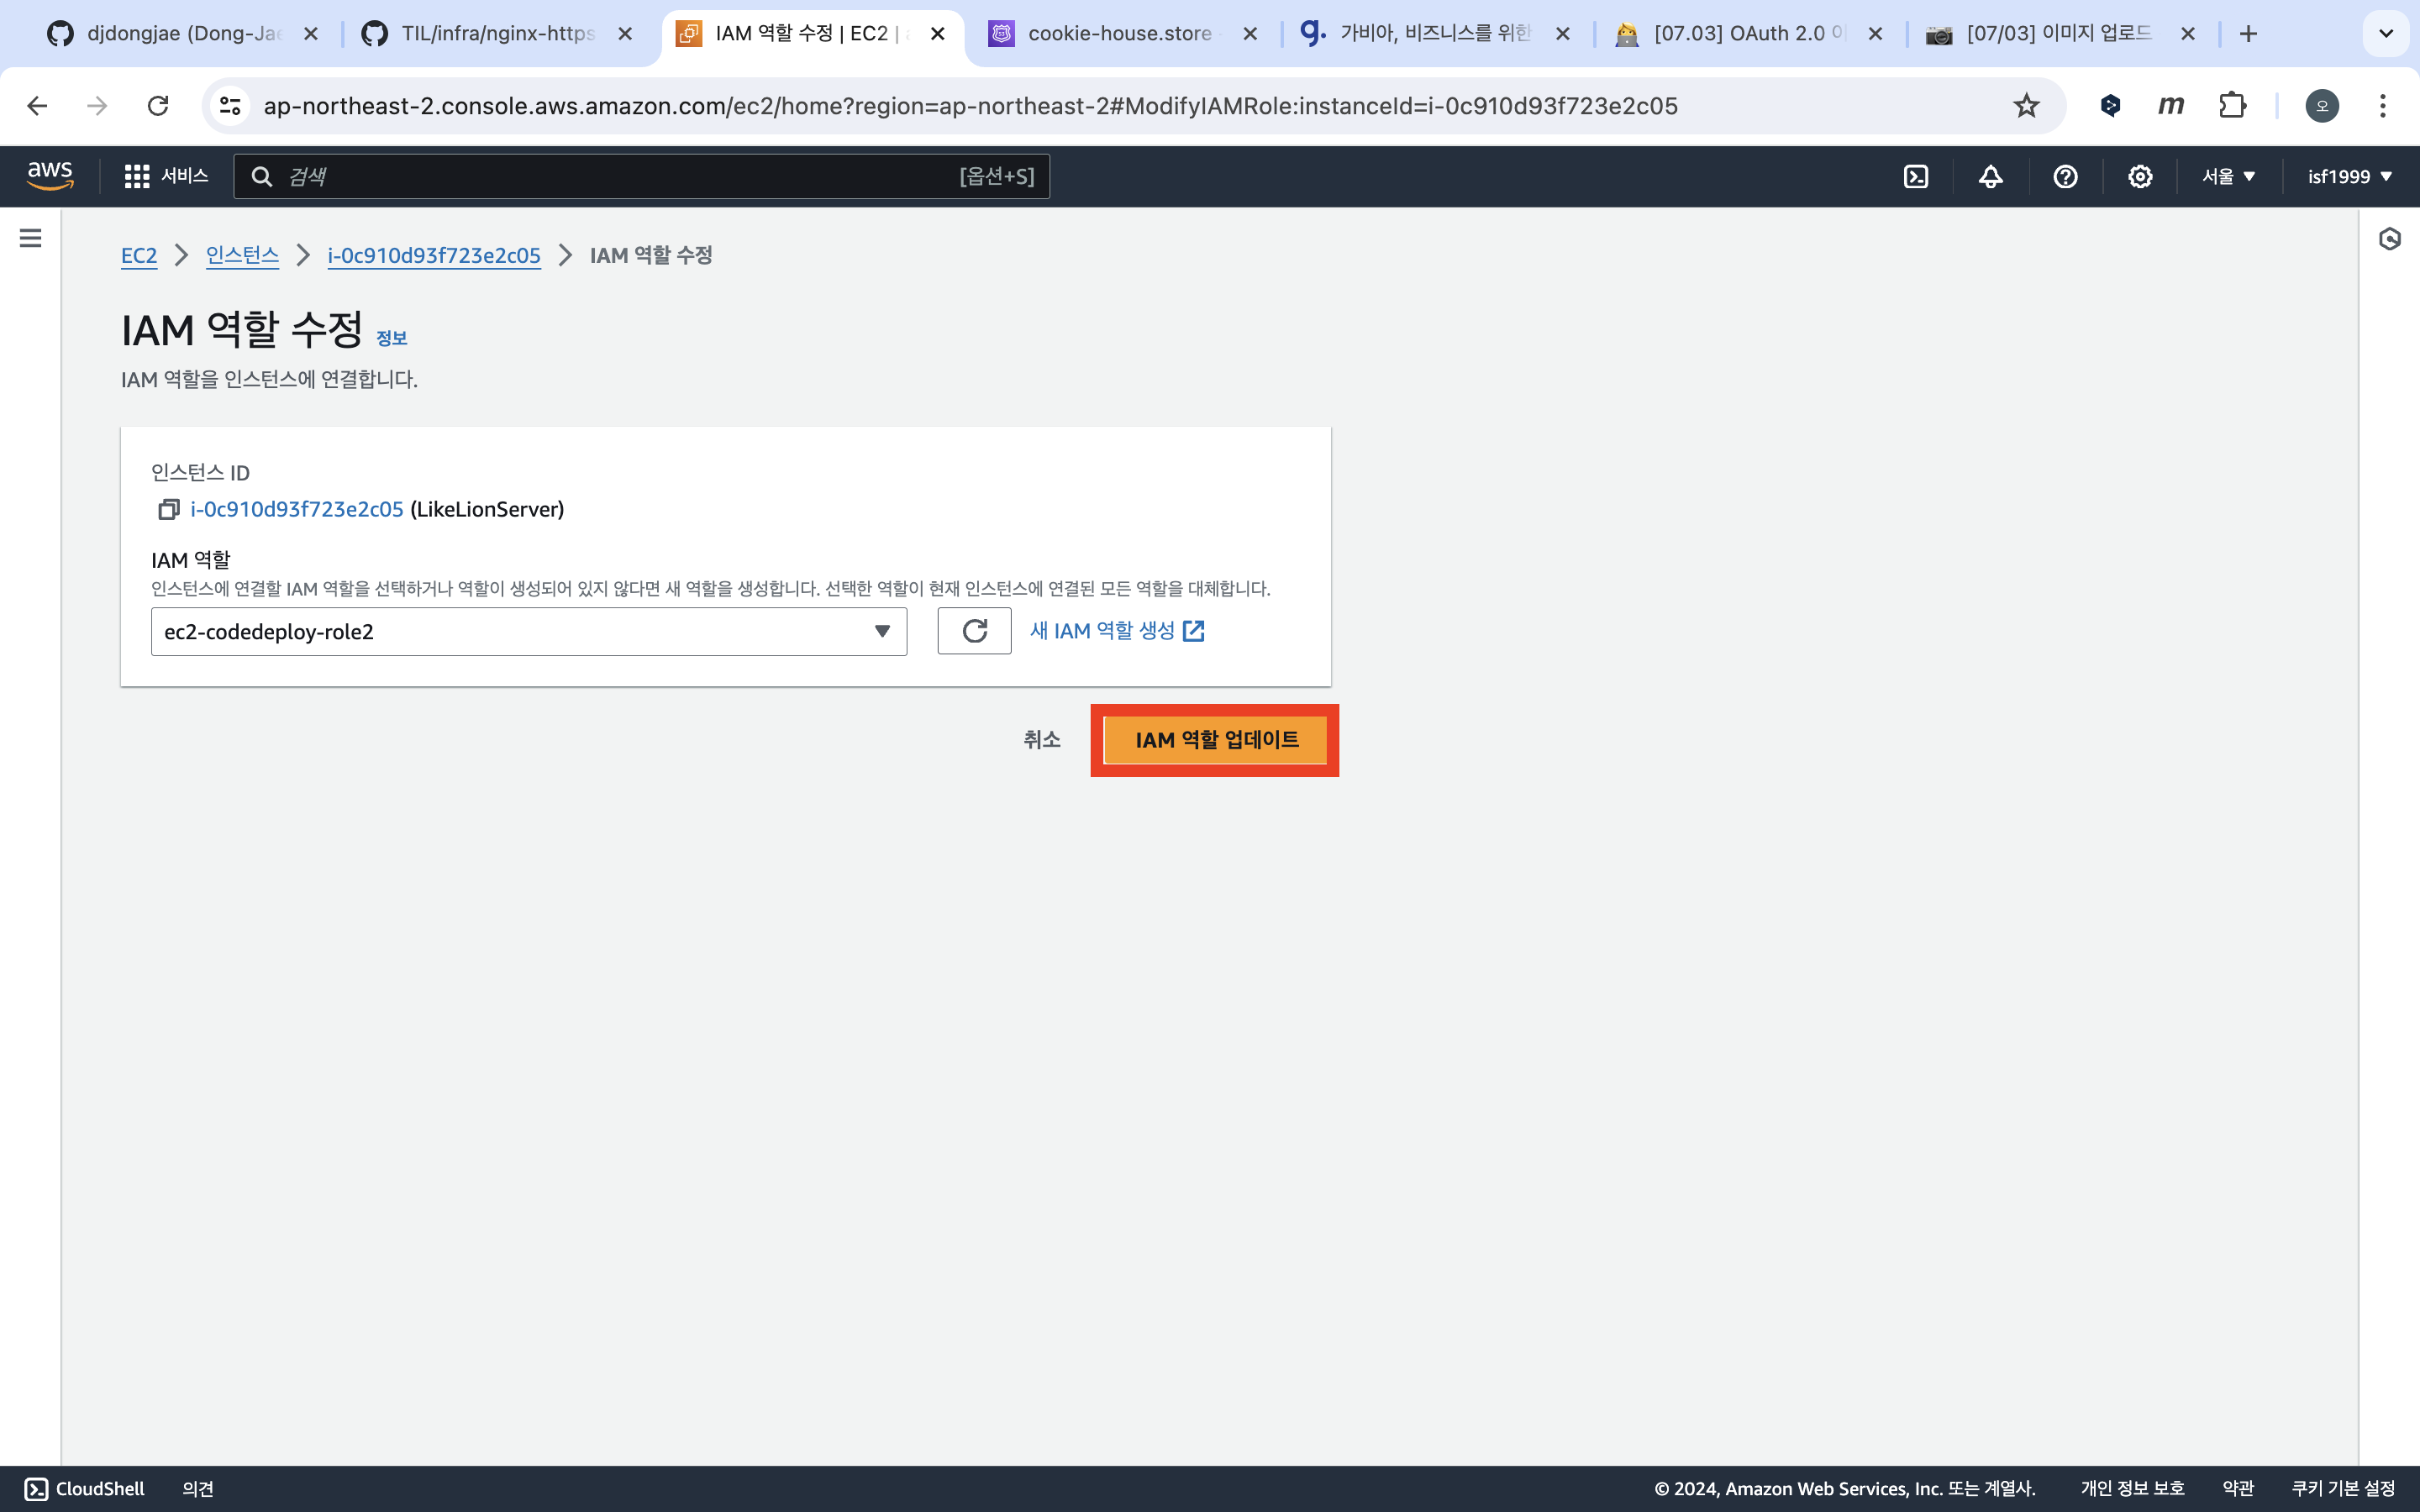 djdongjae (Dong-Jae
TIL/infra/nginx-https
IAM 역할 수정 | EC2 |
cookie-house.store
g. 가비아, 비즈니스를 위한
[07.03] OAuth 2.0
[07/03] 이미지 업로드
ap-northeast-2.console.aws.amazon.com/ec2/home?region=ap-northeast-2#ModifyIAMRole:instanceId=i-0c910d93f723e2c05
m
오
aws
서비스
검색
[옵션+S]
서울
isf1999
EC2
인스턴스
i-0c910d93f723e2c05
IAM 역할 수정
IAM 역할 수정 정보
IAM 역할을 인스턴스에 연결합니다.
인스턴스 ID
i-0c910d93f723e2c05 (LikeLionServer)
IAM 역할
인스턴스에 연결할 IAM 역할을 선택하거나 역할이 생성되어 있지 않다면 새 역할을 생성합니다. 선택한 역할이 현재 인스턴스에 연결된 모든 역할을 대체합니다.
ec2-codedeploy-role2
새 IAM 역할 생성
취소
IAM 역할 업데이트
CloudShell
의견
© 2024, Amazon Web Services, Inc. 또는 계열사.
개인 정보 보호
약관
쿠키 기본 설정